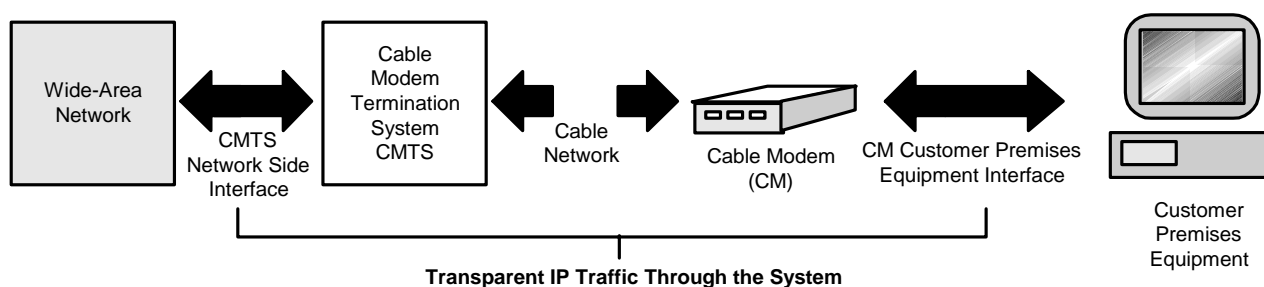 Wide-Area
Network
CMTS
Network Side
Interface
Cable
Modem
Termination
System
CMTS
Cable
Network
Cable Modem
(CM)
CM Customer Premises
Equipment Interface
Customer
Premises
Equipment
Transparent IP Traffic Through the System